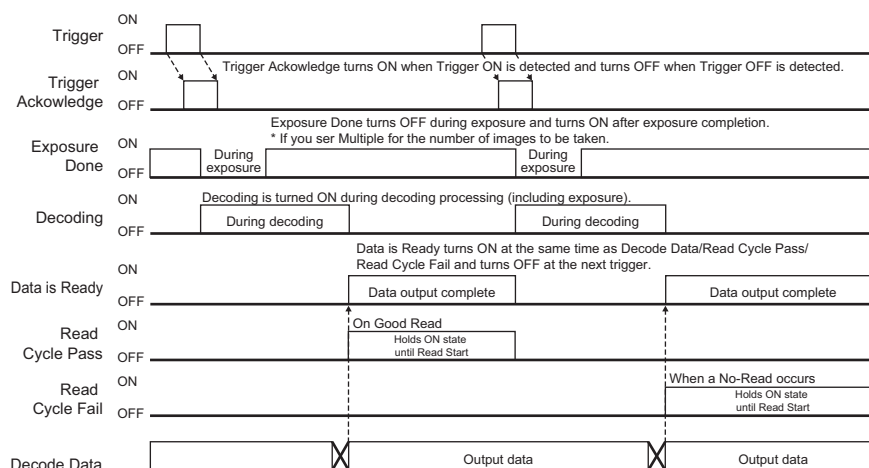 ON
Trigger
OFF
Trigger Ackowledge turns ON when Trigger ON is detected and turns OFF when Trigger OFF is detected.
ON
Trigger
Ackowledge
OFF
Exposure Done turns OFF during exposure and turns ON after exposure completion.
* If you ser Multiple for the number of images to be taken.
ON
Exposure
Done
OFF
During
exposure
During
exposure
Decoding is turned ON during decoding processing (including exposure).
ON
Decoding
OFF
During decoding
During decoding
Data is Ready turns ON at the same time as Decode Data/Read Cycle Pass/
Read Cycle Fail and turns OFF at the next trigger.
ON
Data is Ready
OFF
Data output complete
Data output complete
ON
Read
Cycle Pass
OFF
On Good Read
Holds ON state
until Read Start
ON
Read
Cycle Fail
OFF
When a No-Read occurs
Holds ON state
until Read Start
Decode Data
Output data
Output data